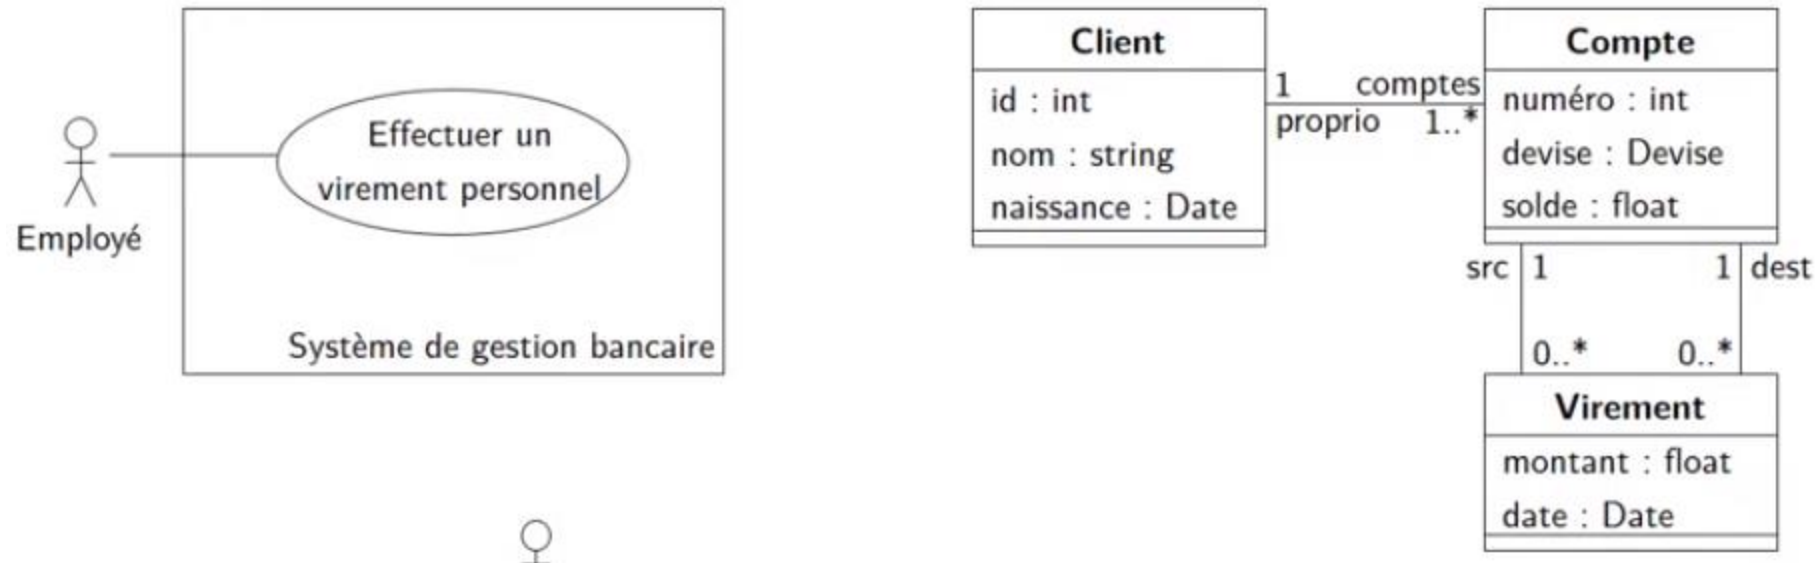 Effectuer un
virement personnel
Employé
Système de gestion bancaire
Client
id : int
nom : string
naissance : Date
1 comptes
proprio 1..*
Compte
numéro : int
devise : Devise
solde : float
src 1 1 dest
0..* 0..*
Virement
montant : float
date : Date